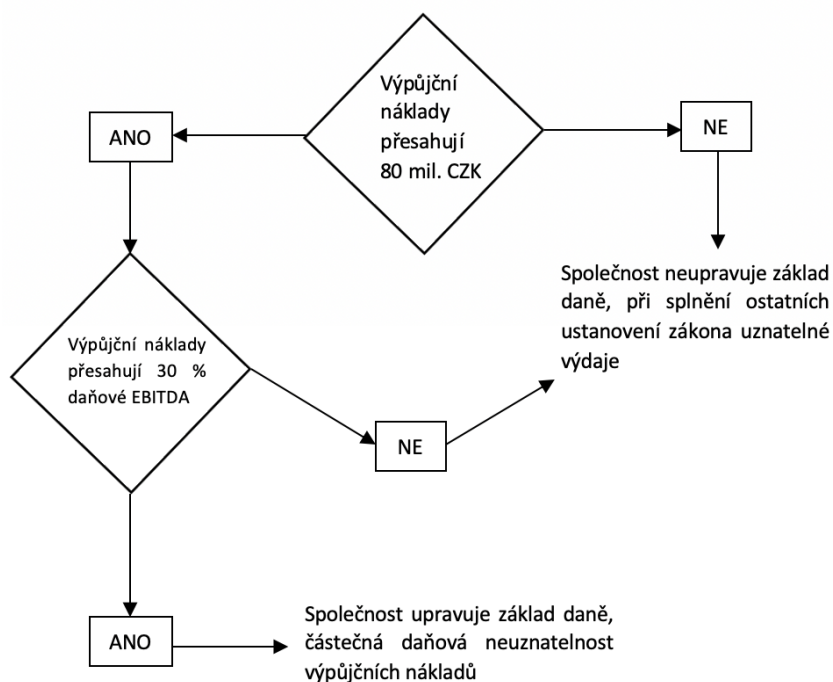 Výpůjční
náklady
přesahují
80 mil. CZK
ANO
NE
Společnost neupravuje základ
daně, při splnění ostatních
ustanovení zákona uznatelné
výdaje
Výpůjční náklady
přesahují 30 %
daňové EBITDA
NE
ANO
Společnost upravuje základ daně,
částečná daňová neuznatelnost
výpůjčních nákladů